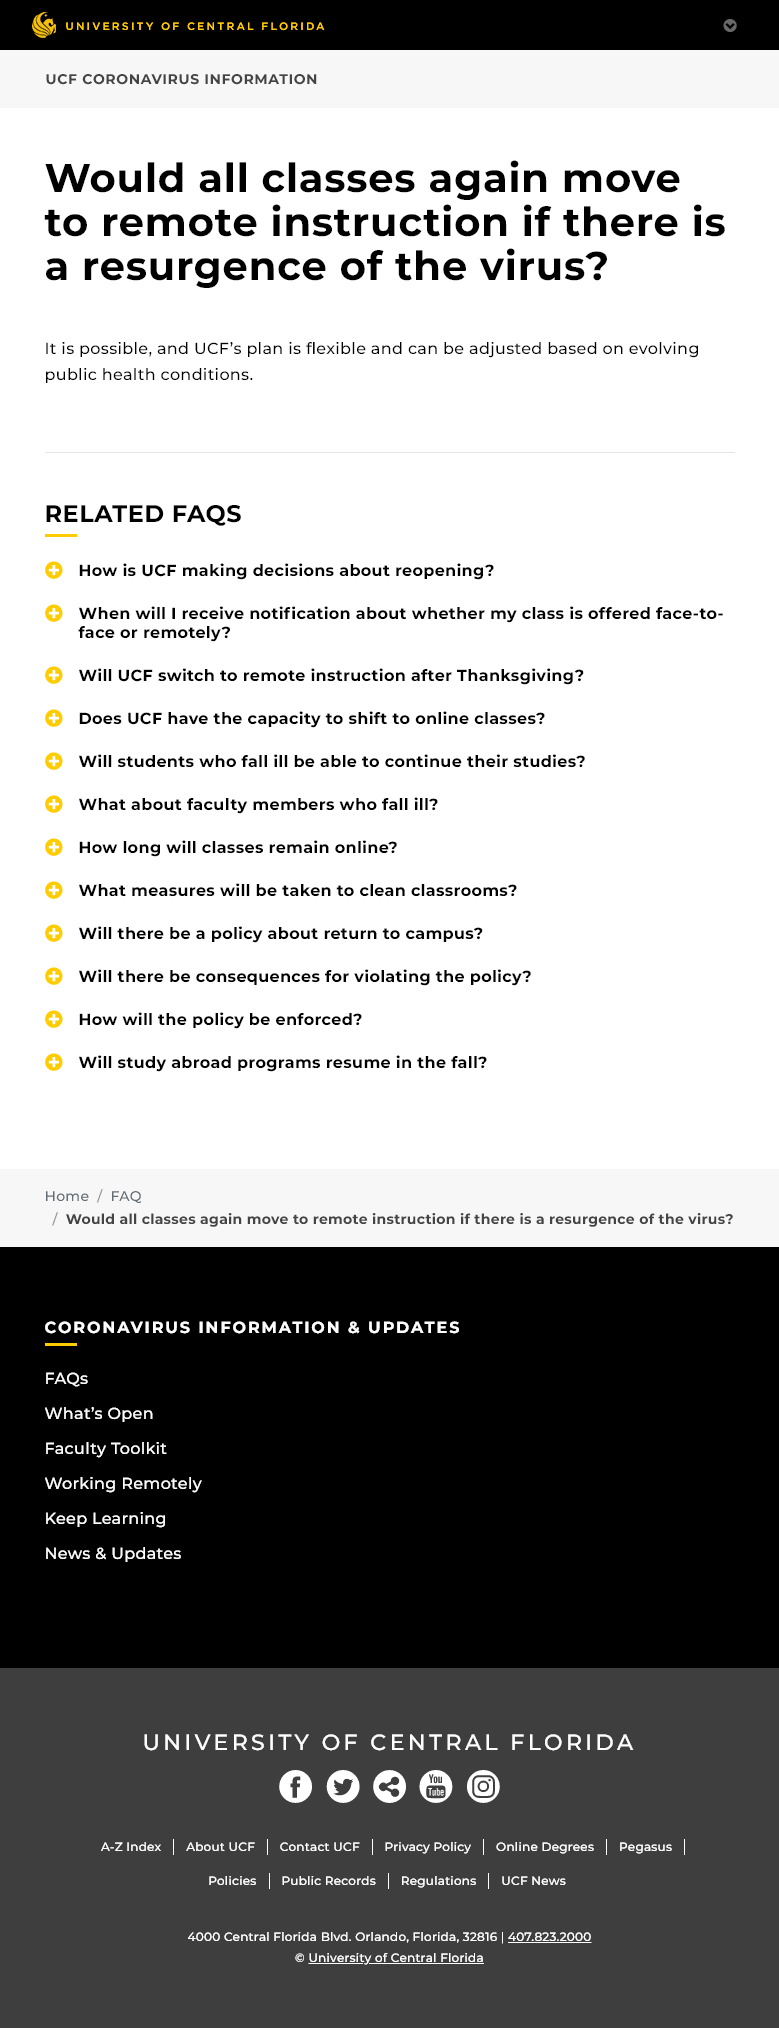 UNIVERSITY OF CENTRAL FLORIDA
UCF CORONAVIRUS INFORMATION
Would all classes again move
to remote instruction if there is
a resurgence of the virus?
It is possible, and UCF’s plan is flexible and can be adjusted based on evolving
public health conditions.
RELATED FAQS
How is UCF making decisions about reopening?
When will I receive notification about whether my class is offered face-to-
face or remotely?
Will UCF switch to remote instruction after Thanksgiving?
Does UCF have the capacity to shift to online classes?
Will students who fall ill be able to continue their studies?
What about faculty members who fall ill?
How long will classes remain online?
What measures will be taken to clean classrooms?
Will there be a policy about return to campus?
Will there be consequences for violating the policy?
How will the policy be enforced?
Will study abroad programs resume in the fall?
Home / FAQ
/ Would all classes again move to remote instruction if there is a resurgence of the virus?
CORONAVIRUS INFORMATION & UPDATES
FAQs
What’s Open
Faculty Toolkit
Working Remotely
Keep Learning
News & Updates
UNIVERSITY OF CENTRAL FLORIDA
You
Tube
A-Z Index | About UCF | Contact UCF | Privacy Policy | Online Degrees | Pegasus |
Policies | Public Records | Regulations | UCF News
4000 Central Florida Blvd. Orlando, Florida, 32816 | 407.823.2000
© University of Central Florida